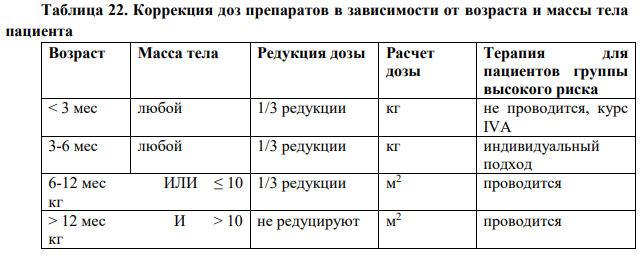 Таблица 22. Коррекция доз препаратов в зависимости от возраста и массы тела
пациента
Возраст Масса тела Редукция дозы Расчет дозы Терапия для пациентов группы высокого риска
< 3 мес любой 1/3 редукции кг не проводится, курс IVA
3-6 мес любой 1/3 редукции кг индивидуальный подход
6-12 мес ИЛИ ≤ 10 кг 1/3 редукции м² проводится
> 12 мес И > 10 кг не редуцируют м² проводится